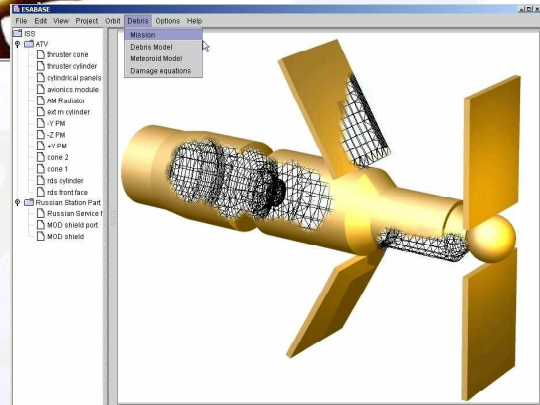 ESABASE
File Edit View Project Orbit Debris Options Help
Mission
Debris Model
Meteoroid Model
Damage equations
ISS
ATV
thruster cone
thruster cylinder
cylindrical panels
avionics module
AM Radiator
ext m cylinder
-Y PM
-Z PM
+Y PM
cone 2
cone 1
rds cylinder
rds front face
Russian Station Part
Russian Service
MOD shield port
MOD shield